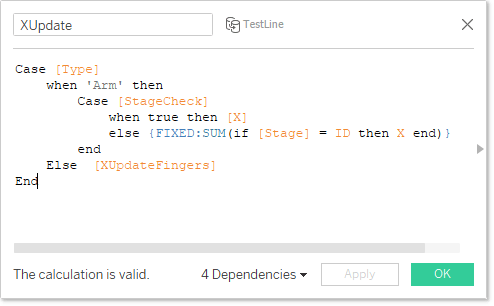 XUpdate
TestLine
Case [Type]
when 'Arm' then
Case [StageCheck]
when true then [X]
else {FIXED:SUM(if [Stage] = ID then X end)}
end
Else [XUpdateFingers]
End
The calculation is valid.
4 Dependencies
Apply
OK